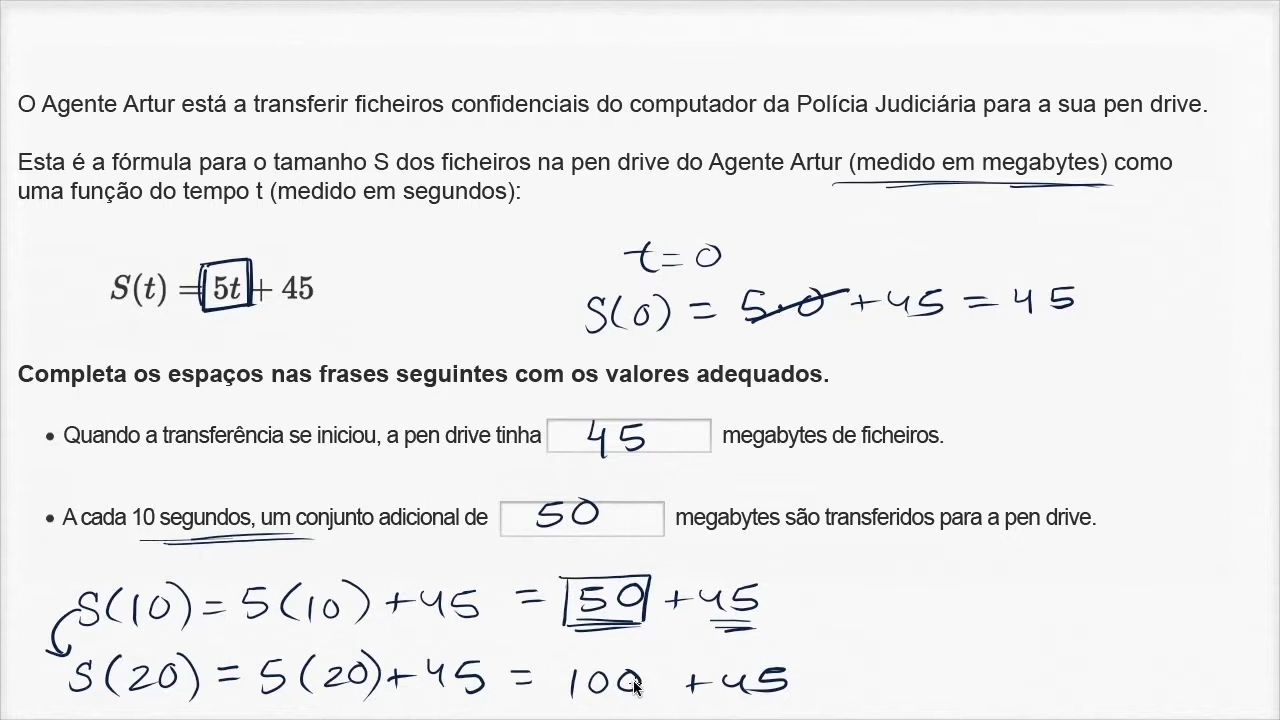 O Agente Artur está a transferir ficheiros confidenciais do computador da Polícia Judiciária para a sua pen drive.
Esta é a fórmula para o tamanho S dos ficheiros na pen drive do Agente Artur (medido em megabytes) como
uma função do tempo t (medido em segundos):
t = 0
S(t) = 5t + 45
S(0) = 5·0 + 45 = 45
Completa os espaços nas frases seguintes com os valores adequados.
• Quando a transferência se iniciou, a pen drive tinha 45 megabytes de ficheiros.
• A cada 10 segundos, um conjunto adicional de 50 megabytes são transferidos para a pen drive.
S(10) = 5(10) + 45 = 50 + 45
S(20) = 5(20) + 45 = 100 + 45